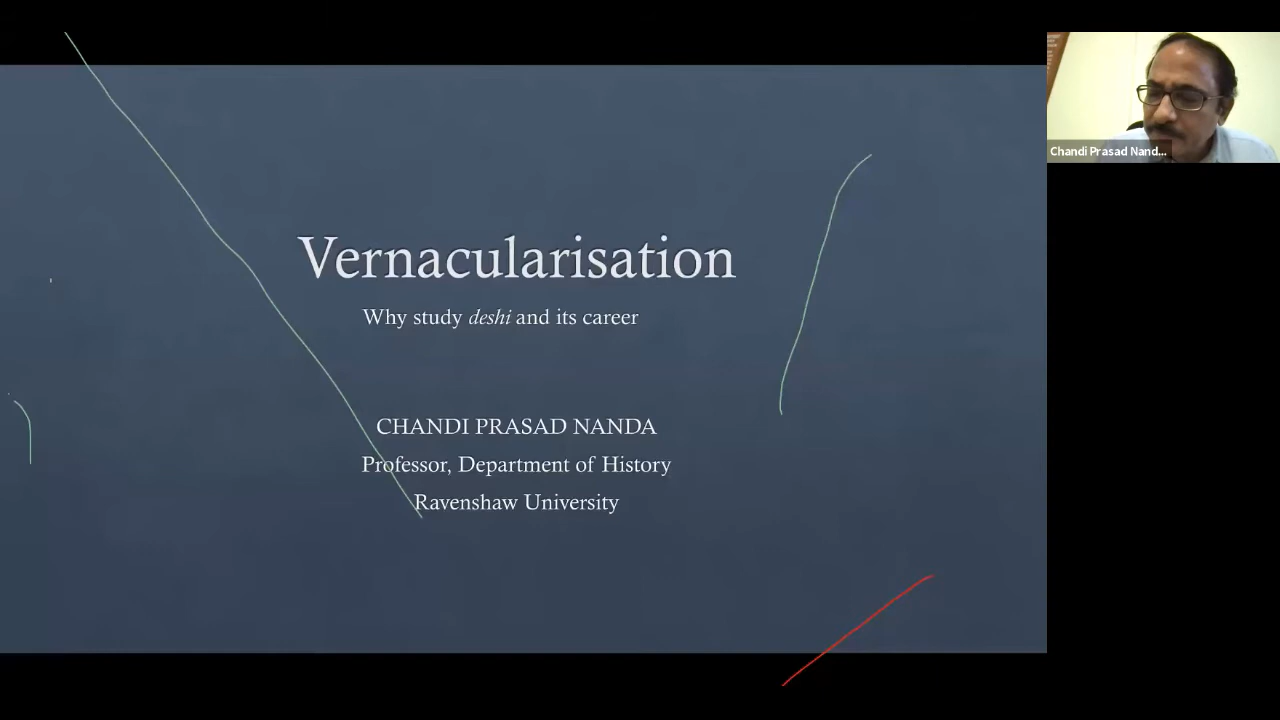 Vernacularisation
Why study deshi and its career
CHANDI PRASAD NANDA
Professor, Department of History
Ravenshaw University
Chandi Prasad Nand...